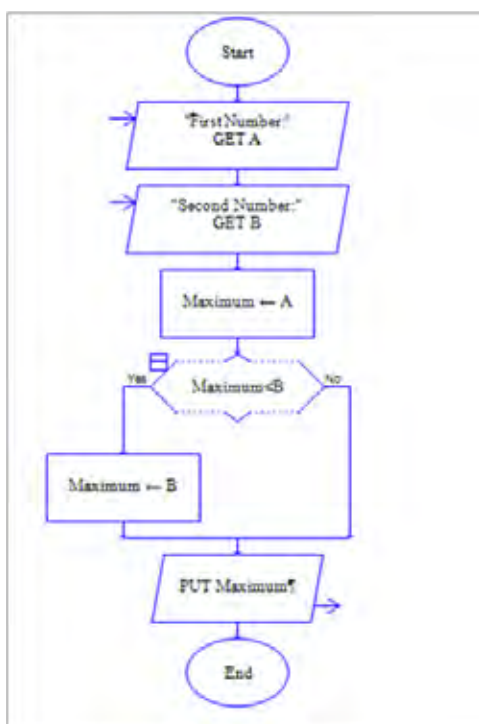 Start
"First Number:"
GET A
"Second Number:"
GET B
Maximum ← A
Yes
Maximum<B
No
Maximum ← B
PUT Maximum¶
End